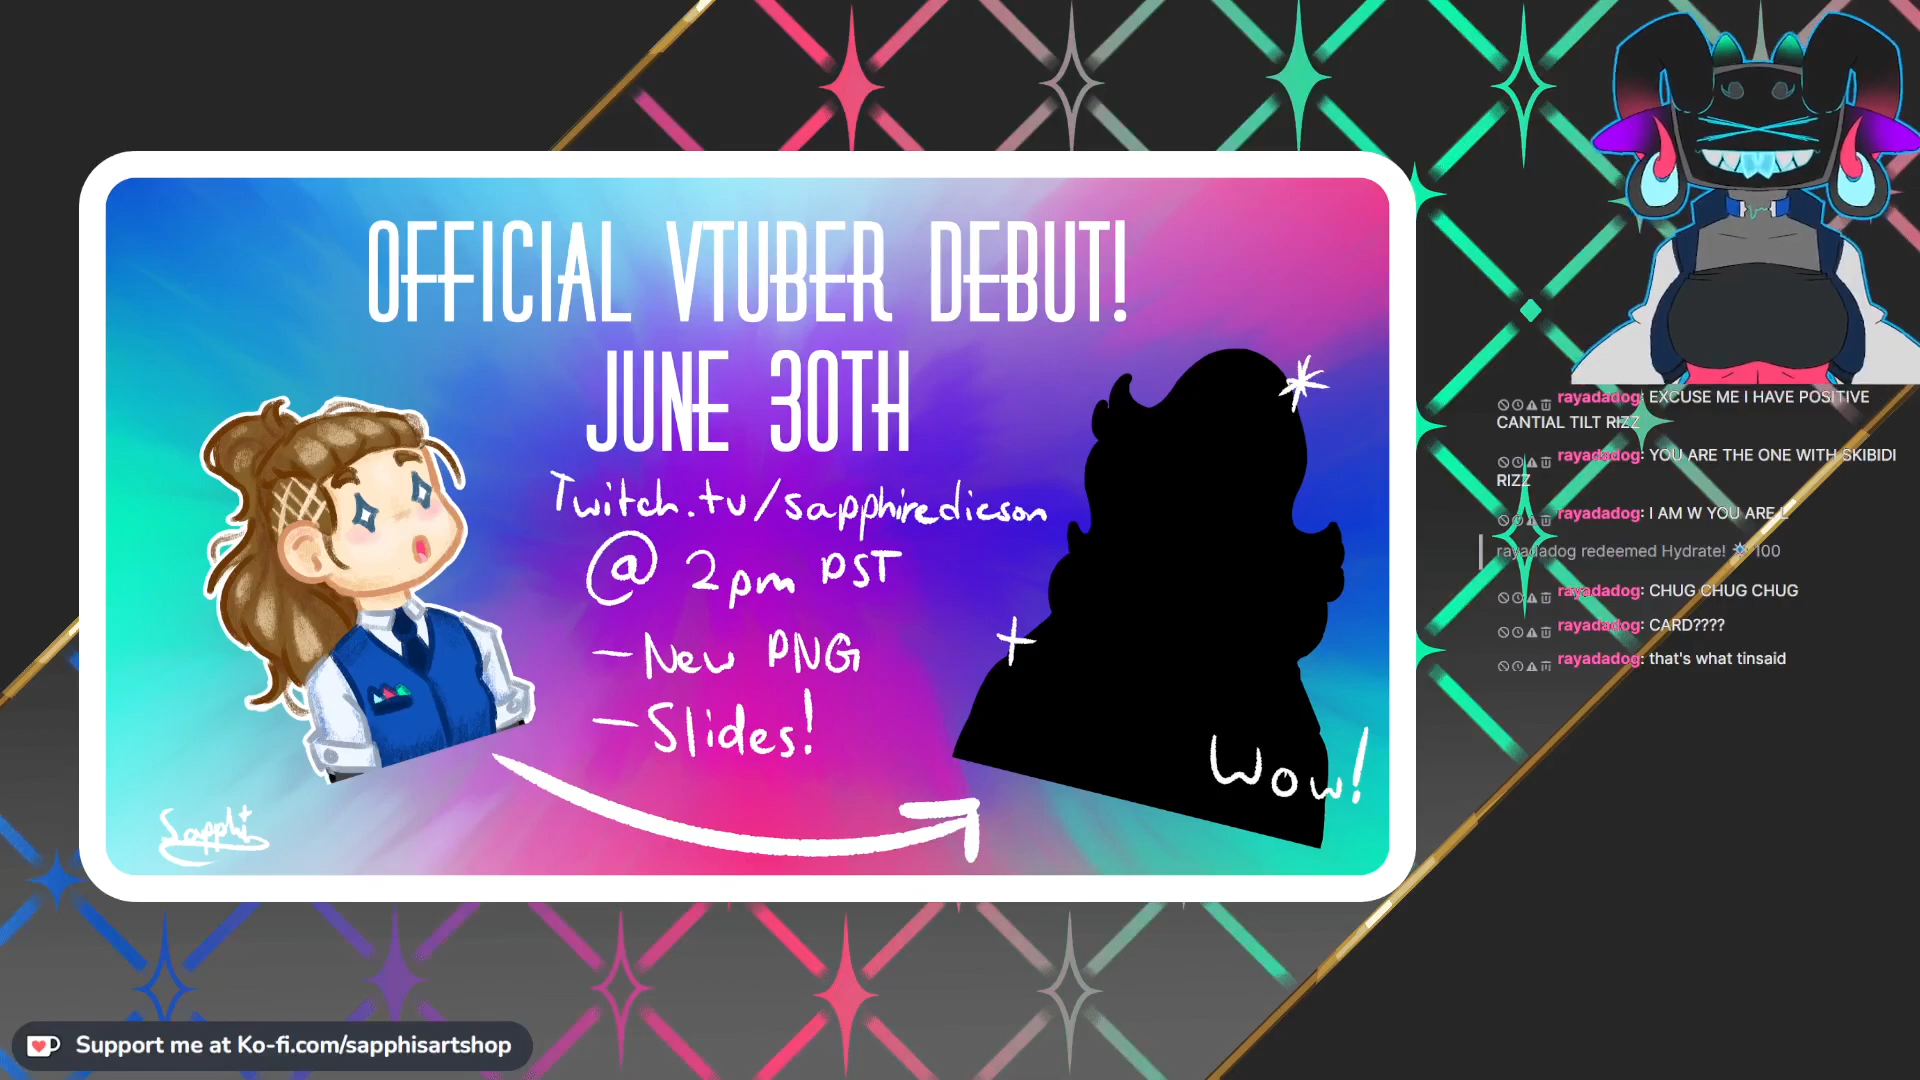 OFFICIAL VTUBER DEBUT!
JUNE 30TH
Twitch.tv/sapphiredicson
@ 2pm PST
- New PNG
- Slides!
Wow!
Sapphi
Support me at Ko-fi.com/sapphisartshop
rayadadog: EXCUSE ME I HAVE POSITIVE
CANTIAL TILT RIZZ
rayadadog: YOU ARE THE ONE WITH SKIBIDI
RIZZ
rayadadog: I AM W YOU ARE L
rayadadog redeemed Hydrate! 100
rayadadog: CHUG CHUG CHUG
rayadadog: CARD????
rayadadog: that's what tinsaid